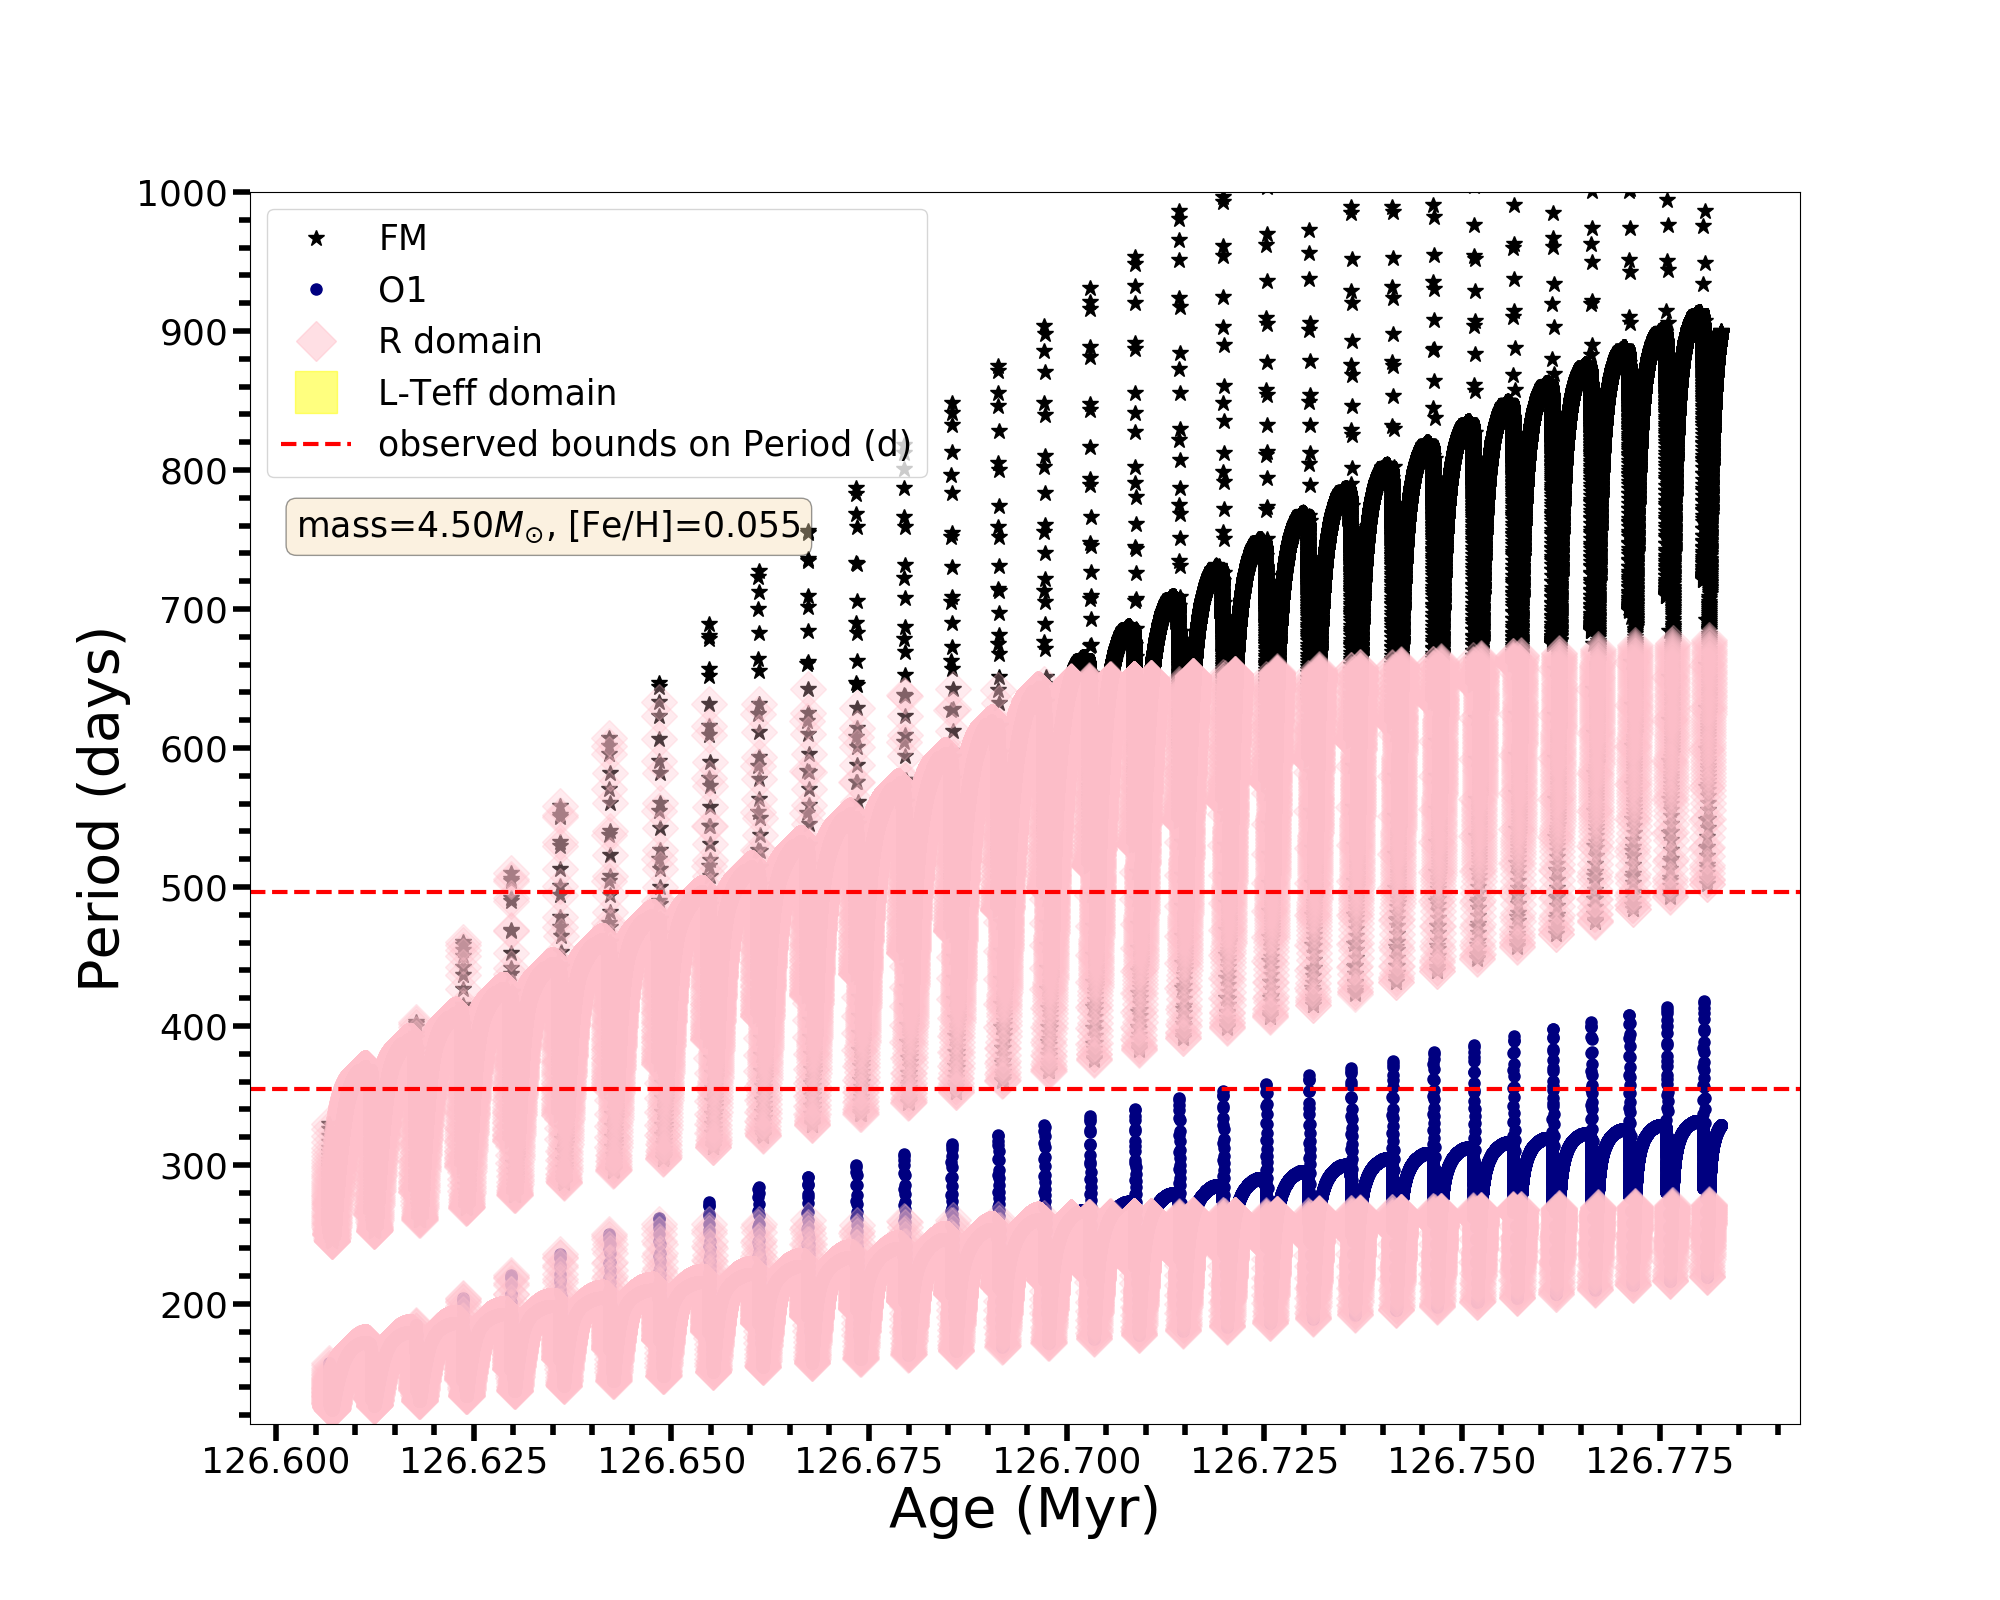 1000
900
800
700
600
500
400
300
200
Period (days)
FM
O1
R domain
L-Teff domain
observed bounds on Period (d)
mass=4.50M⊙, [Fe/H]=0.055
126.600 126.625 126.650 126.675 126.700 126.725 126.750 126.775
Age (Myr)